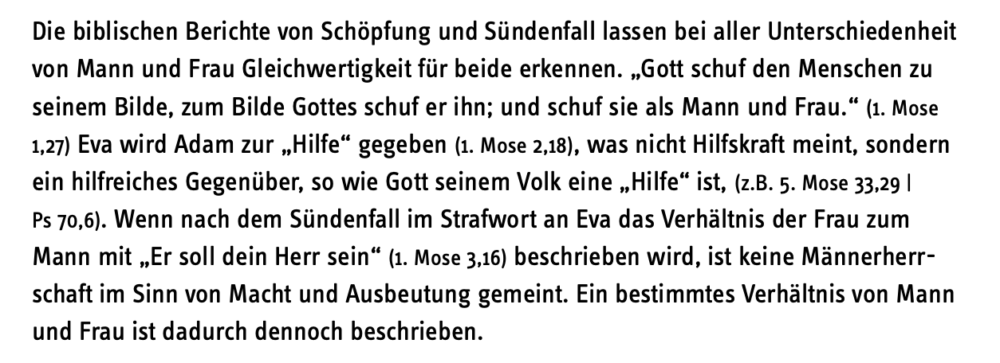 Die biblischen Berichte von Schöpfung und Sündenfall lassen bei aller Unterschiedenheit
von Mann und Frau Gleichwertigkeit für beide erkennen. „Gott schuf den Menschen zu
seinem Bilde, zum Bilde Gottes schuf er ihn; und schuf sie als Mann und Frau.“ (1. Mose
1,27) Eva wird Adam zur „Hilfe“ gegeben (1. Mose 2,18), was nicht Hilfskraft meint, sondern
ein hilfreiches Gegenüber, so wie Gott seinem Volk eine „Hilfe“ ist, (z.B. 5. Mose 33,29 |
Ps 70,6). Wenn nach dem Sündenfall im Strafwort an Eva das Verhältnis der Frau zum
Mann mit „Er soll dein Herr sein“ (1. Mose 3,16) beschrieben wird, ist keine Männerherr-
schaft im Sinn von Macht und Ausbeutung gemeint. Ein bestimmtes Verhältnis von Mann
und Frau ist dadurch dennoch beschrieben.